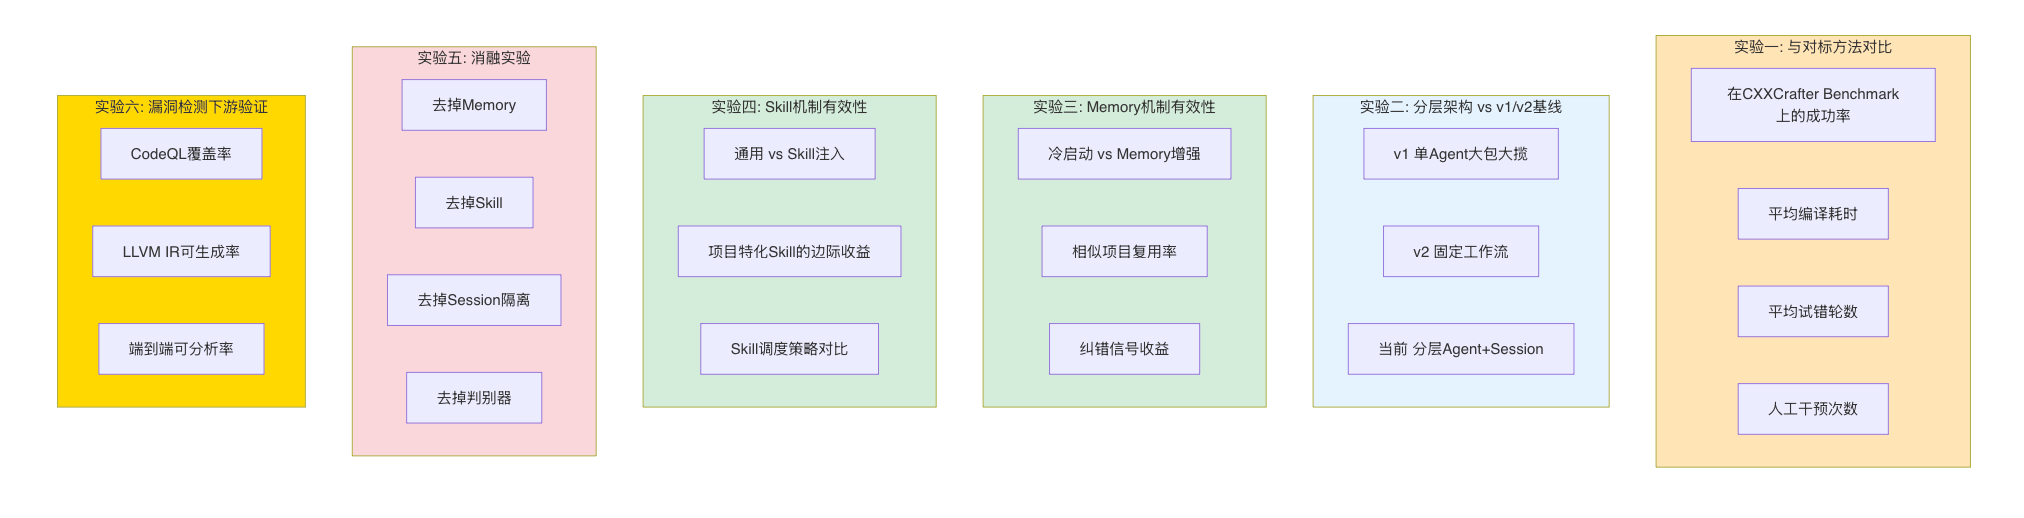 实验六: 漏洞检测下游验证
CodeQL覆盖率
LLVM IR可生成率
端到端可分析率
实验五: 消融实验
去掉Memory
去掉Skill
去掉Session隔离
去掉判别器
实验四: Skill机制有效性
通用 vs Skill注入
项目特化Skill的边际收益
Skill调度策略对比
实验三: Memory机制有效性
冷启动 vs Memory增强
相似项目复用率
纠错信号收益
实验二: 分层架构 vs v1/v2基线
v1 单Agent大包大揽
v2 固定工作流
当前 分层Agent+Session
实验一: 与对标方法对比
在CXXCrafter Benchmark
上的成功率
平均编译耗时
平均试错轮数
人工干预次数